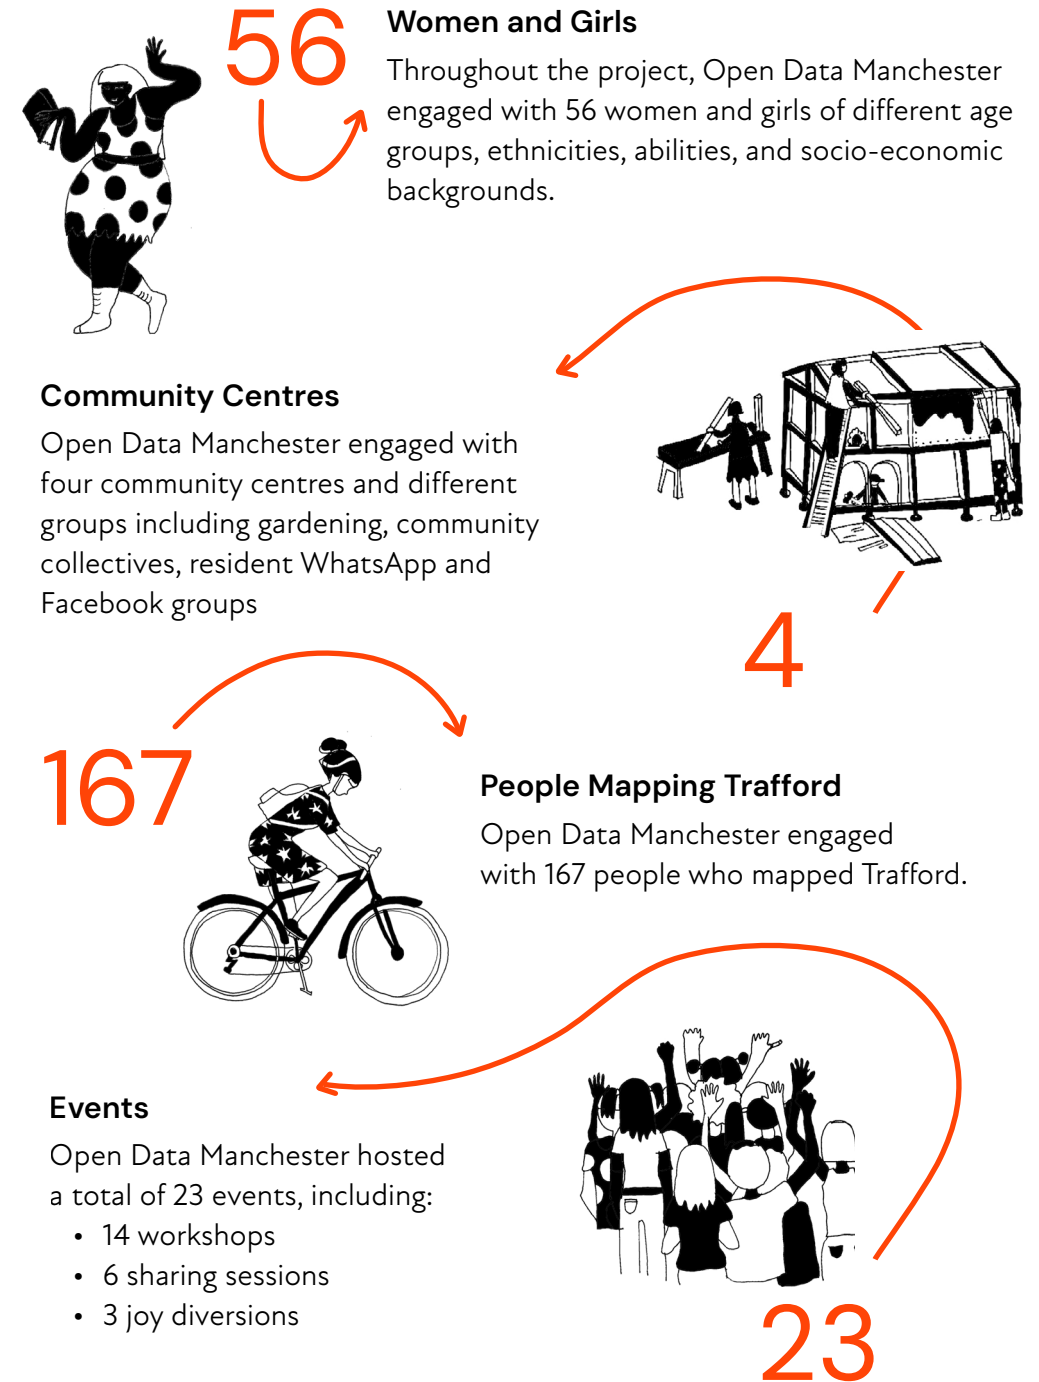 56
Women and Girls
Throughout the project, Open Data Manchester
engaged with 56 women and girls of different age
groups, ethnicities, abilities, and socio-economic
backgrounds.
Community Centres
Open Data Manchester engaged with
four community centres and different
groups including gardening, community
collectives, resident WhatsApp and
Facebook groups
4
167
People Mapping Trafford
Open Data Manchester engaged
with 167 people who mapped Trafford.
Events
Open Data Manchester hosted
a total of 23 events, including:
• 14 workshops
• 6 sharing sessions
• 3 joy diversions
23